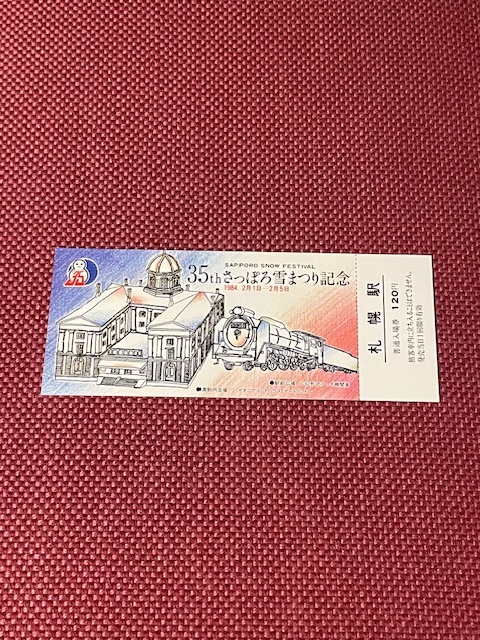 SAPPORO SNOW FESTIVAL
35thさっぽろ雪まつり記念
1984. 2月1日—2月5日
札幌駅
普通入場券 120円
旅客車内に立ち入ることはできません。
発売当日1回限り有効